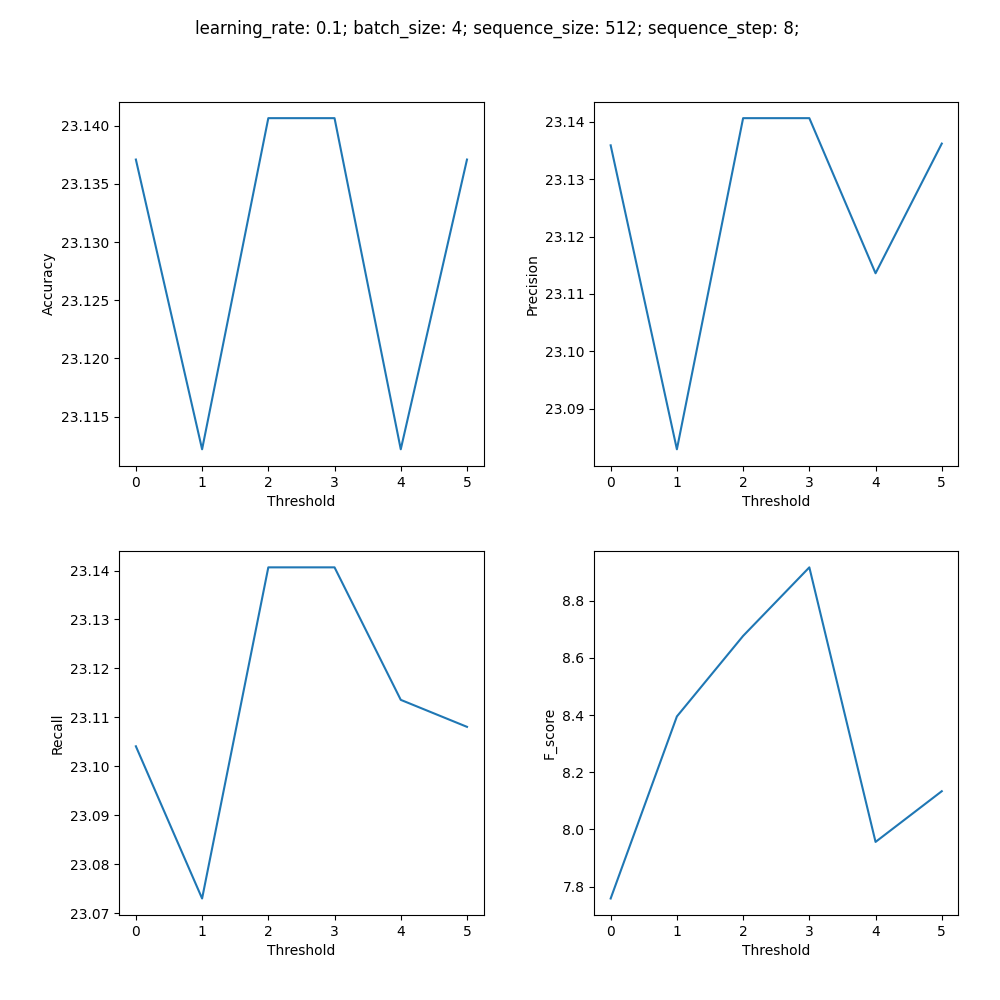 learning_rate: 0.1; batch_size: 4; sequence_size: 512; sequence_step: 8;
23.140
23.135
23.130
23.125
23.120
23.115
Accuracy
0 1 2 3 4 5
Threshold
23.14
23.13
23.12
23.11
23.10
23.09
Precision
0 1 2 3 4 5
Threshold
23.14
23.13
23.12
23.11
23.10
23.09
23.08
23.07
Recall
0 1 2 3 4 5
Threshold
8.8
8.6
8.4
8.2
8.0
7.8
F_score
0 1 2 3 4 5
Threshold